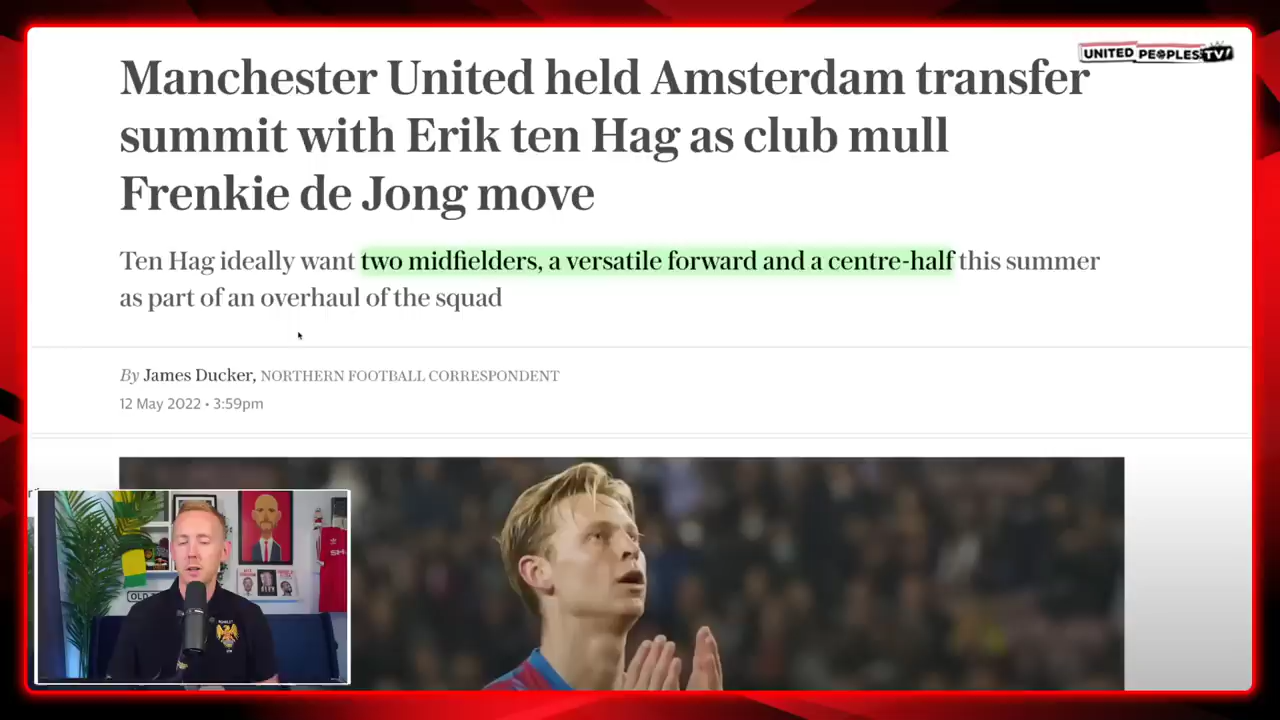 UNITED PEOPLES TV
Manchester United held Amsterdam transfer
summit with Erik ten Hag as club mull
Frenkie de Jong move
Ten Hag ideally want two midfielders, a versatile forward and a centre-half this summer
as part of an overhaul of the squad
By James Ducker, NORTHERN FOOTBALL CORRESPONDENT
12 May 2022 • 3:59pm
OLD